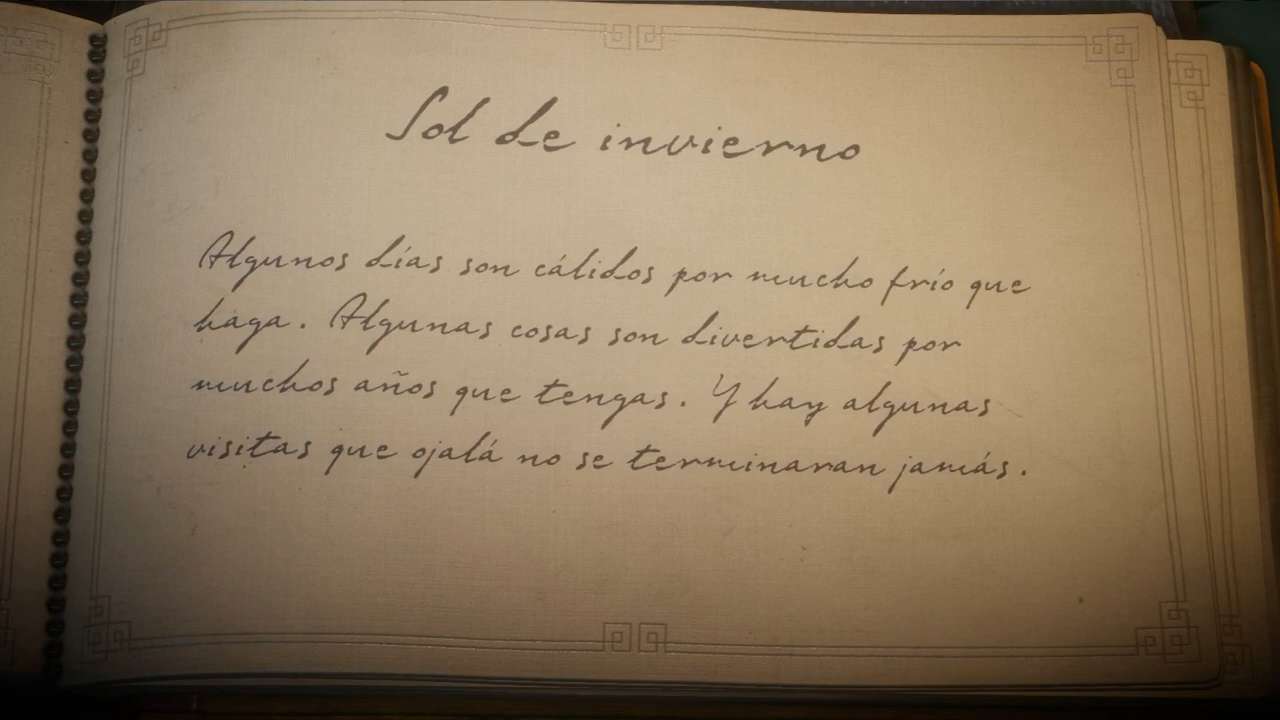 Sol de invierno
Algunos días son cálidos por mucho frío que
haga. Algunas cosas son divertidas por
muchos años que tengas. Y hay algunas
visitas que ojalá no se terminaran jamás.